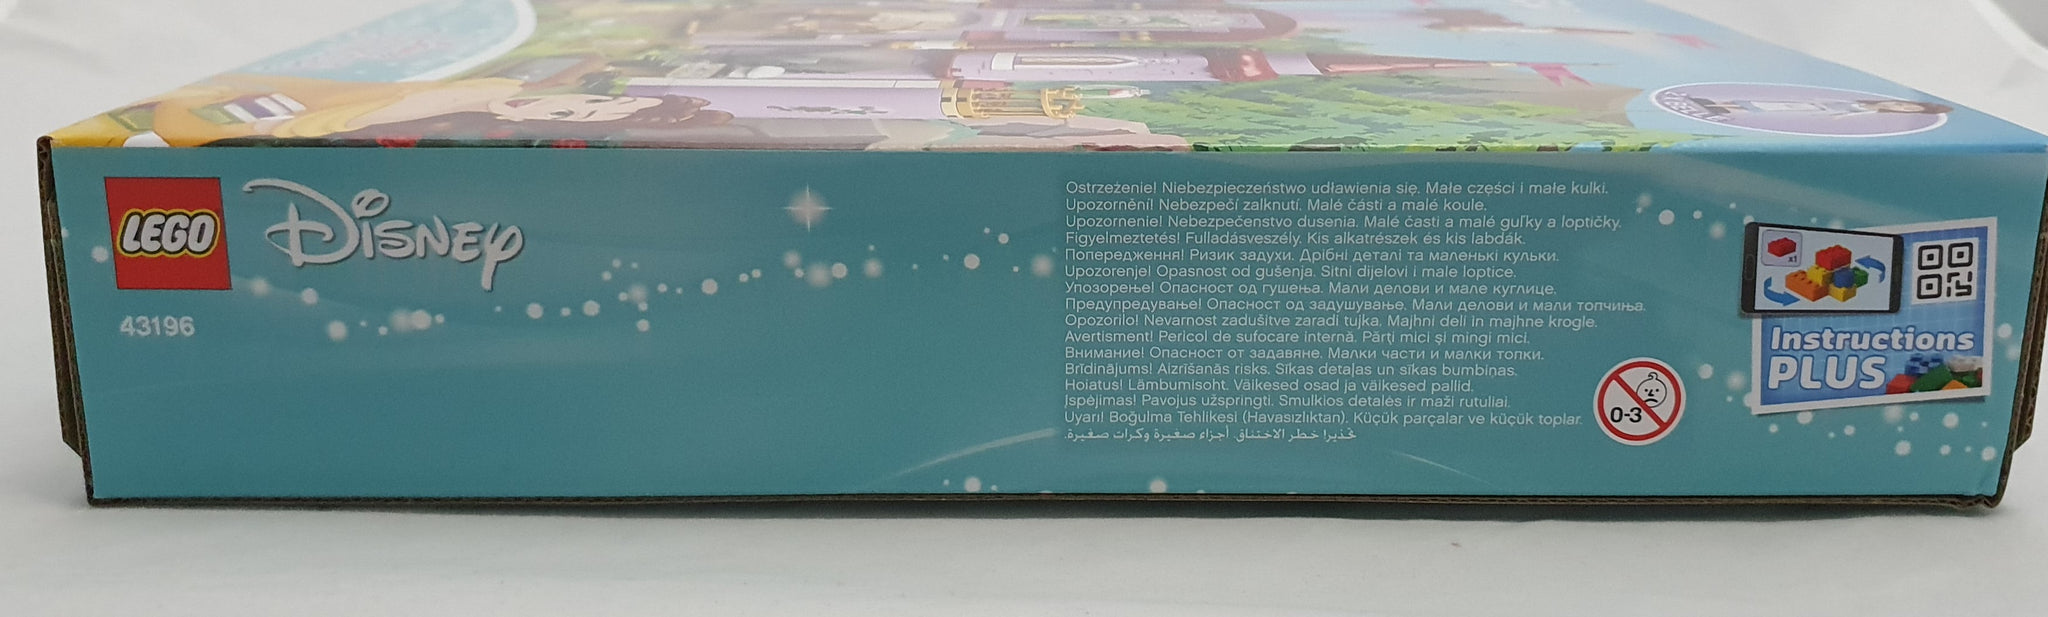 LEGO
Disney
43196
Ostrzeżenie! Niebezpieczeństwo udławienia się. Małe części i małe kulki.
Upozornění! Nebezpečí zalknutí. Malé části a malé koule.
Upozornenie! Nebezpečenstvo dusenia. Malé časti a malé guľky a loptičky.
Figyelmeztetés! Fulladásveszély. Kis alkatrészek és kis labdák.
Попередження! Ризик задухи. Дрібні деталі та маленькі кульки.
Upozorenje! Opasnost od gušenja. Sitni dijelovi i male loptice.
Упозорење! Опасност од гушења. Мали делови и мале куглице.
Предупредување! Опасност од задушување. Мали делови и мали топчиња.
Opozorilo! Nevarnost zadušitve zaradi tujka. Majhni deli in majhne krogle.
Avertisment! Pericol de sufocare internă. Părți mici și mingi mici.
Внимание! Опасност от задавяне. Малки части и малки топки.
Brīdinājums! Aizrīšanās risks. Sīkas detaļas un sīkas bumbiņas.
Hoiatus! Lämbumisoht. Väikesed osad ja väikesed pallid.
Įspėjimas! Pavojus užspringti. Smulkios detalės ir maži rutuliai.
Uyarı! Boğulma Tehlikesi (Havasızlıktan). Küçük parçalar ve küçük toplar.
تحذير! خطر الاختناق. أجزاء صغيرة وكرات صغيرة.
0-3
x1
Instructions
PLUS